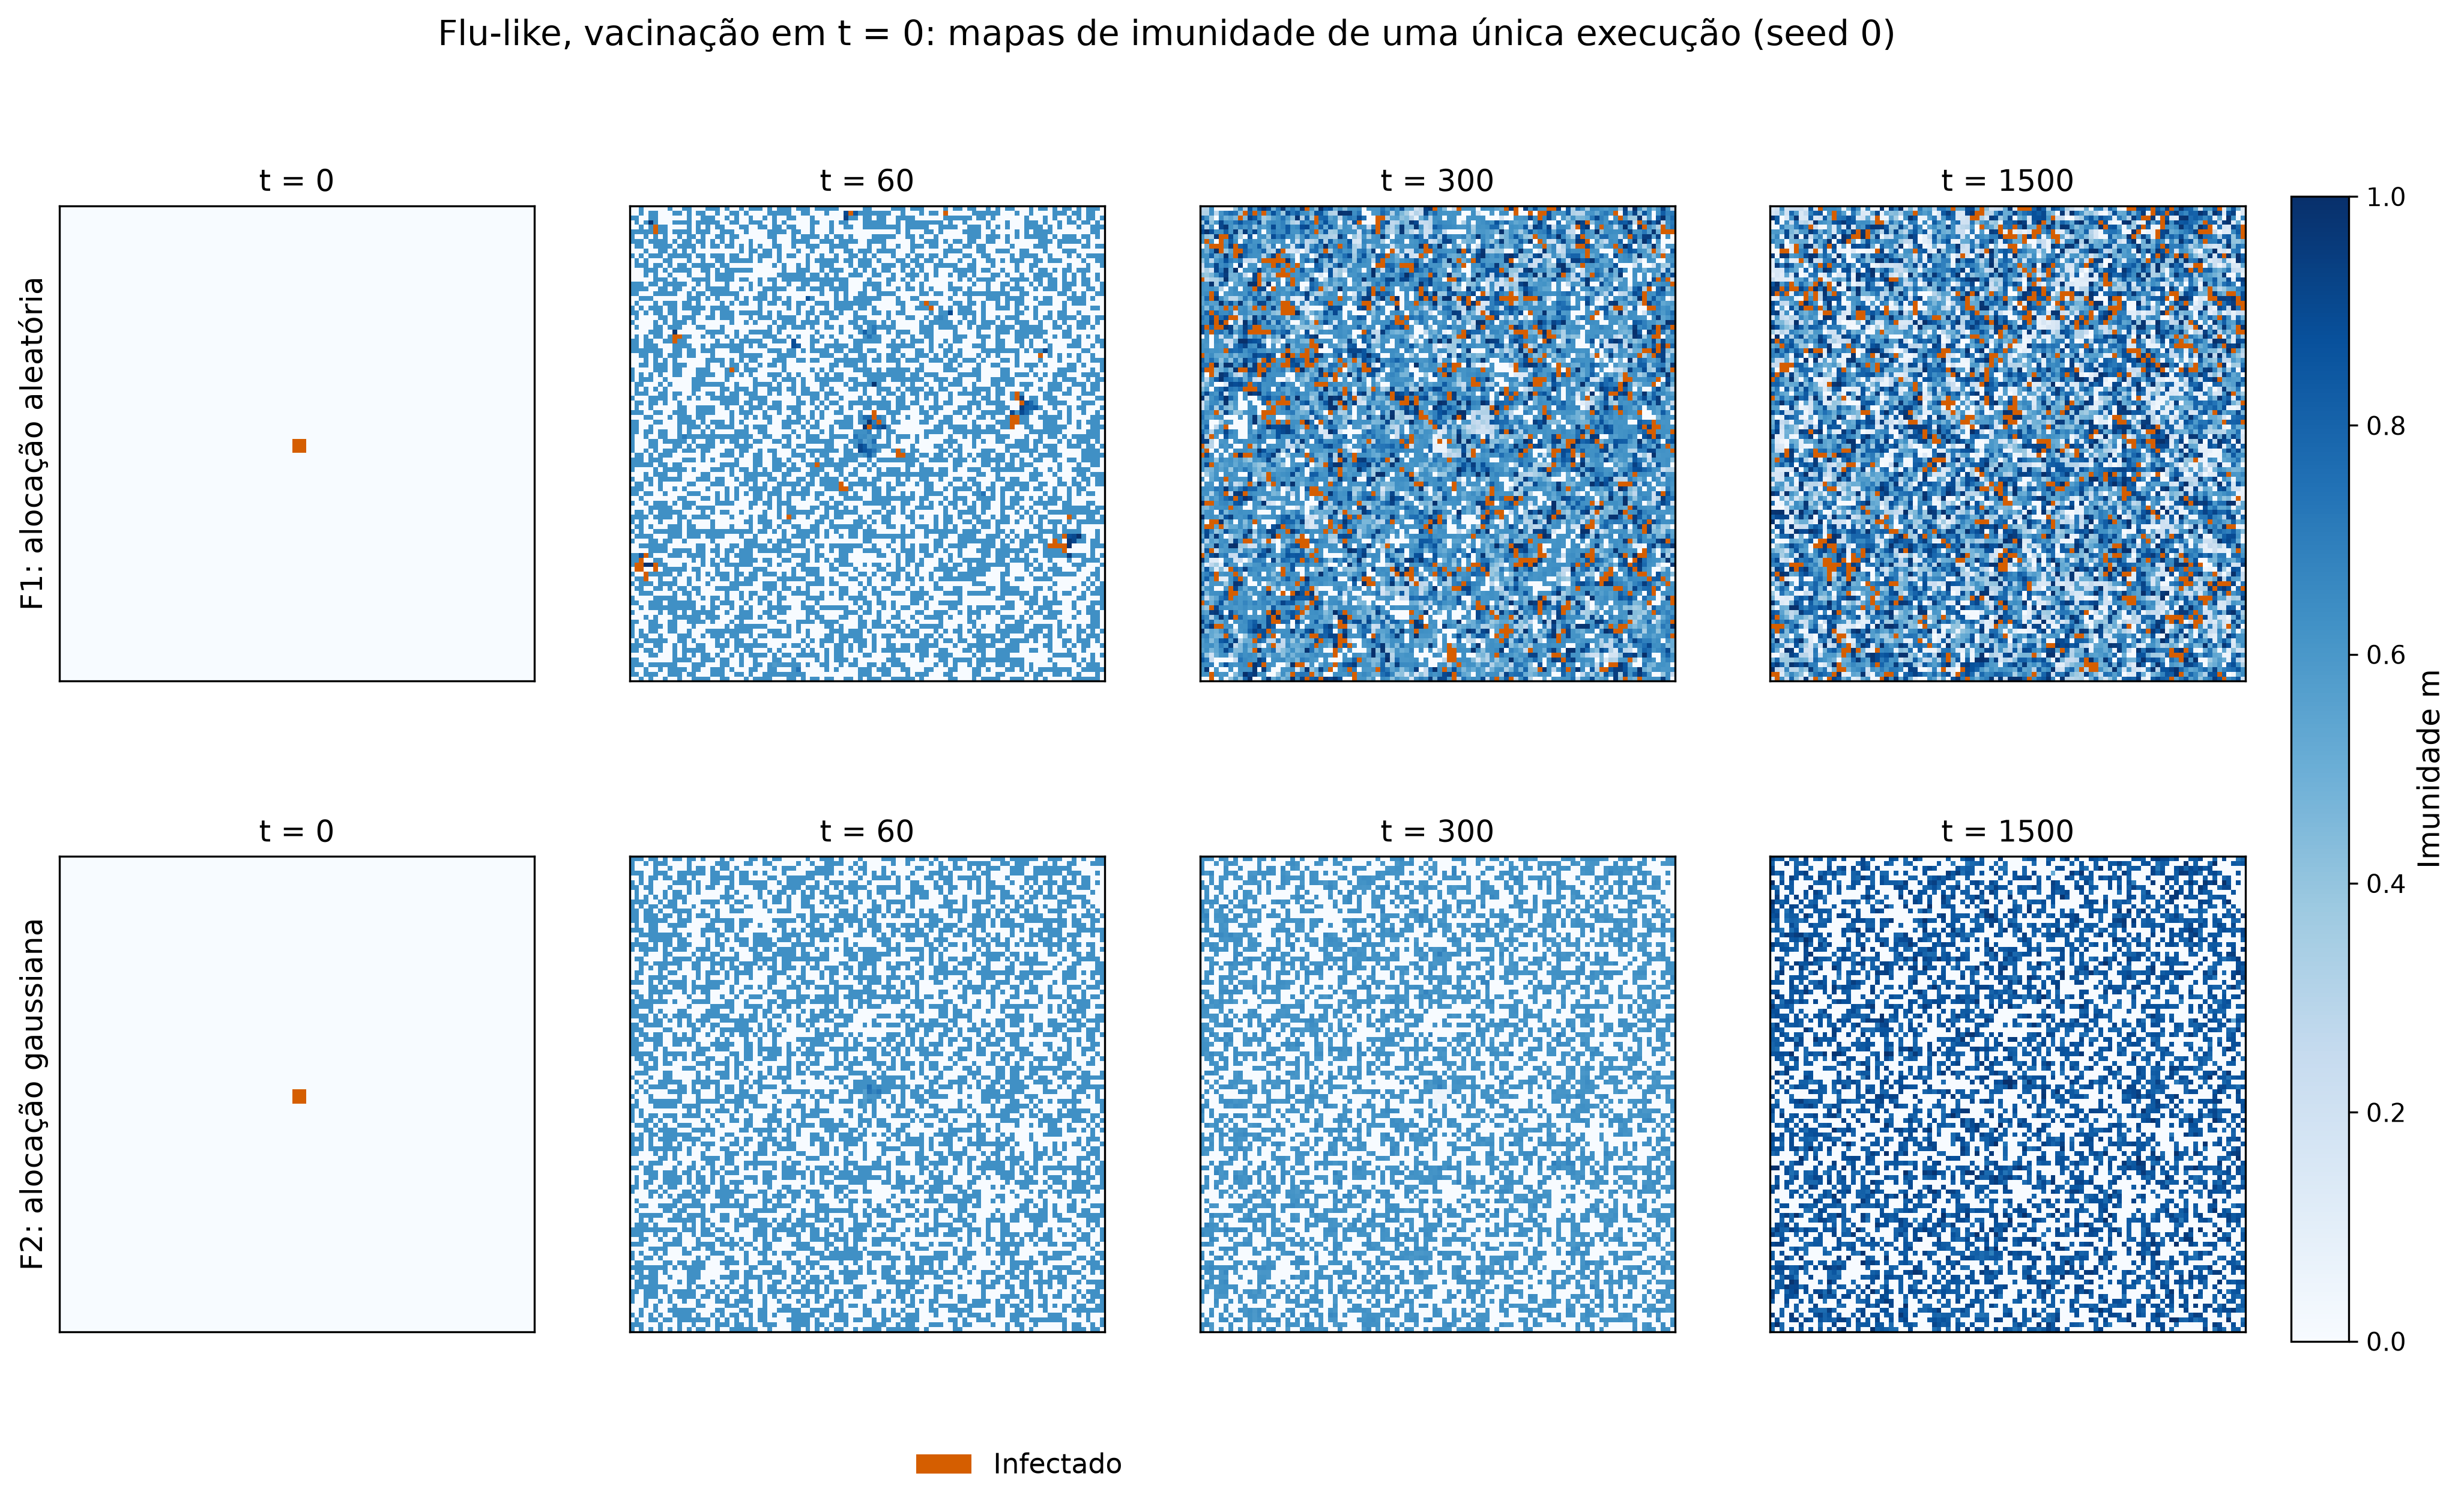 Flu-like, vacinação em t = 0: mapas de imunidade de uma única execução (seed 0)
F1: alocação aleatória
t = 0
t = 60
t = 300
t = 1500
F2: alocação gaussiana
t = 0
t = 60
t = 300
t = 1500
1.0
0.8
0.6
0.4
0.2
0.0
Imunidade m
Infectado